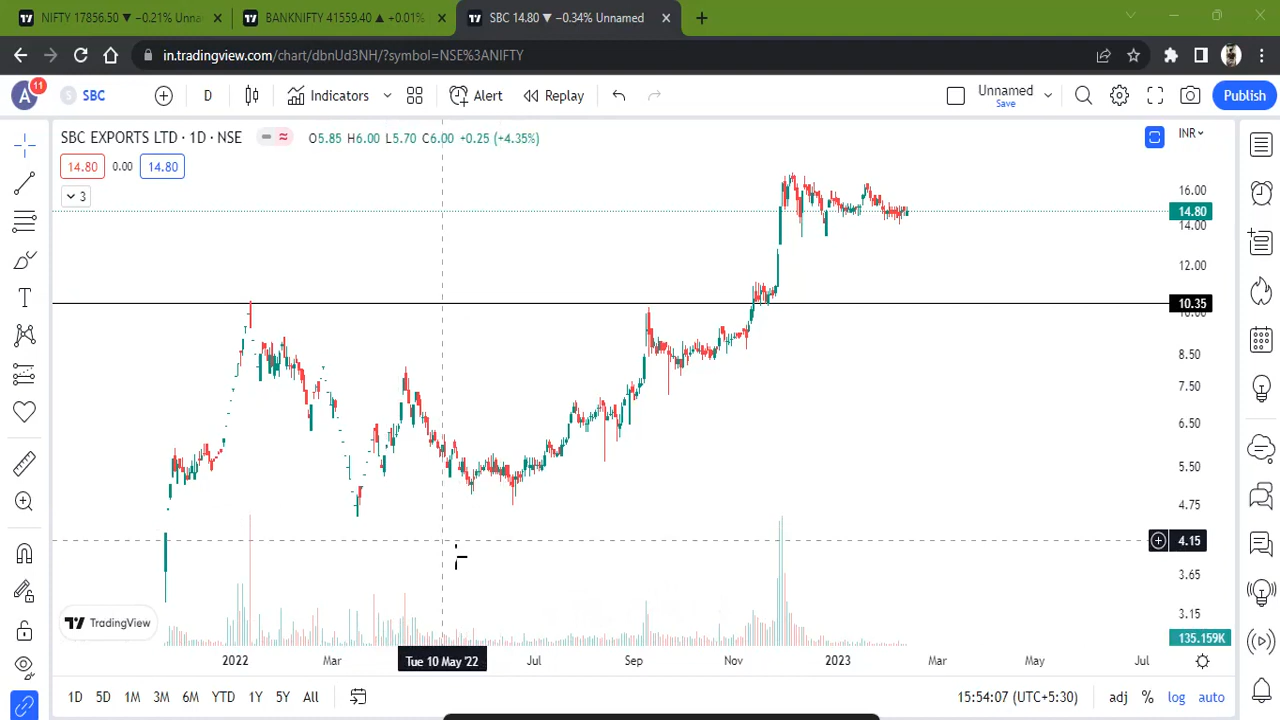 NIFTY 17856.50 ▼ −0.21% Unna
BANKNIFTY 41559.40 ▲ +0.01%
SBC 14.80 ▼ −0.34% Unnamed
in.tradingview.com/chart/dbnUd3NH/?symbol=NSE%3ANIFTY
A
11
S
SBC
D
Indicators
Alert
Replay
Unnamed
Save
Publish
SBC EXPORTS LTD · 1D · NSE
O5.85 H6.00 L5.70 C6.00 +0.25 (+4.35%)
INR
14.80
0.00
14.80
3
16.00
14.80
14.00
12.00
10.35
10.00
8.50
7.50
6.50
5.50
4.75
4.15
3.65
3.15
135.159K
TradingView
2022
Mar
Tue 10 May '22
Jul
Sep
Nov
2023
Mar
May
Jul
1D
5D
1M
3M
6M
YTD
1Y
5Y
All
15:54:07 (UTC+5:30)
adj
%
log
auto